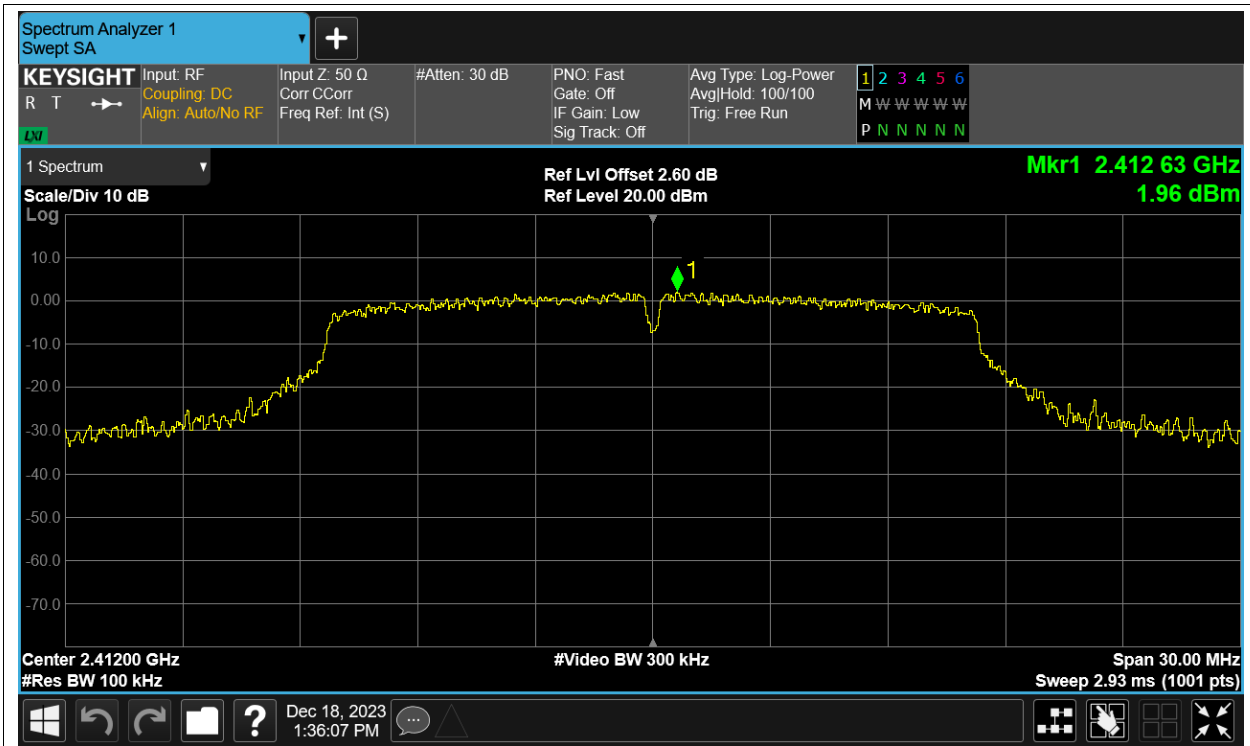 Spectrum Analyzer 1
Swept SA
KEYSIGHT
R T
LXI
Input: RF
Coupling: DC
Align: Auto/No RF
Input Z: 50 Ω
Corr CCorr
Freq Ref: Int (S)
#Atten: 30 dB
PNO: Fast
Gate: Off
IF Gain: Low
Sig Track: Off
Avg Type: Log-Power
Avg|Hold: 100/100
Trig: Free Run
1 2 3 4 5 6
M W W W W W
P N N N N N
1 Spectrum
Scale/Div 10 dB
Log
Ref Lvl Offset 2.60 dB
Ref Level 20.00 dBm
Mkr1 2.412 63 GHz
1.96 dBm
1
10.0
0.00
-10.0
-20.0
-30.0
-40.0
-50.0
-60.0
-70.0
Center 2.41200 GHz
#Res BW 100 kHz
#Video BW 300 kHz
Span 30.00 MHz
Sweep 2.93 ms (1001 pts)
?
Dec 18, 2023
1:36:07 PM